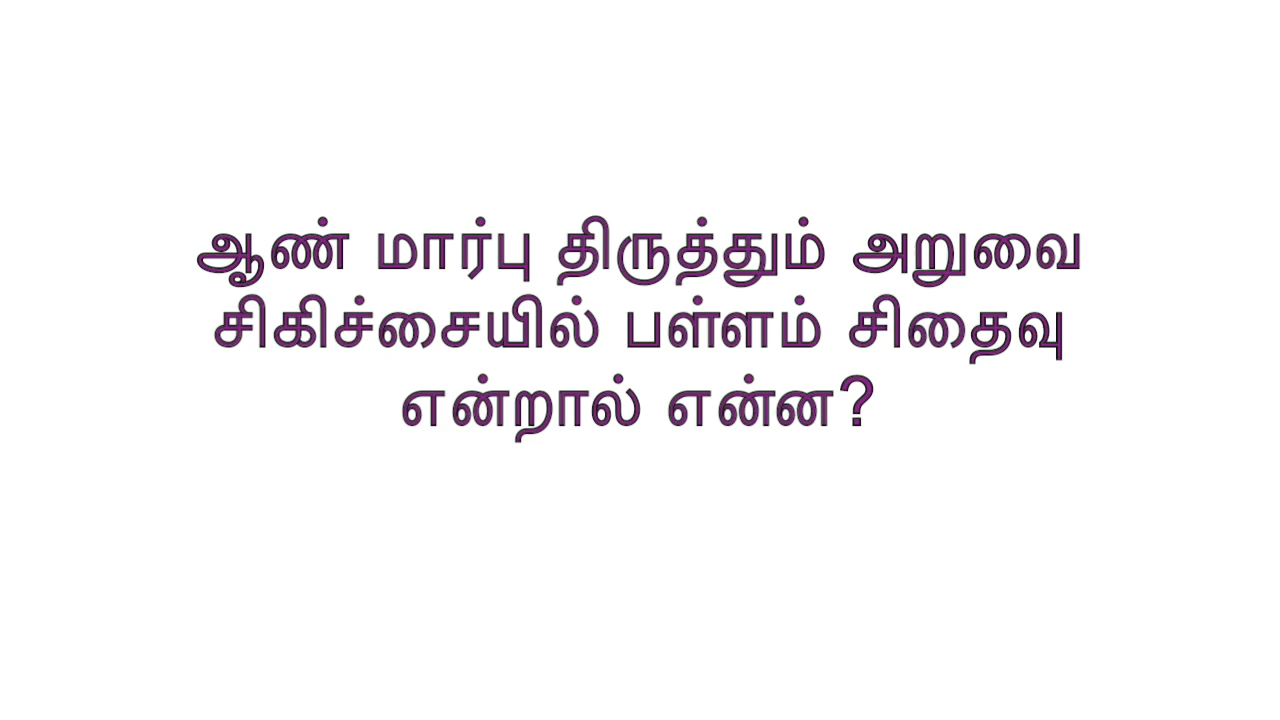 ஆண் மார்பு திருத்தும் அறுவை
சிகிச்சையில் பள்ளம் சிதைவு
என்றால் என்ன?